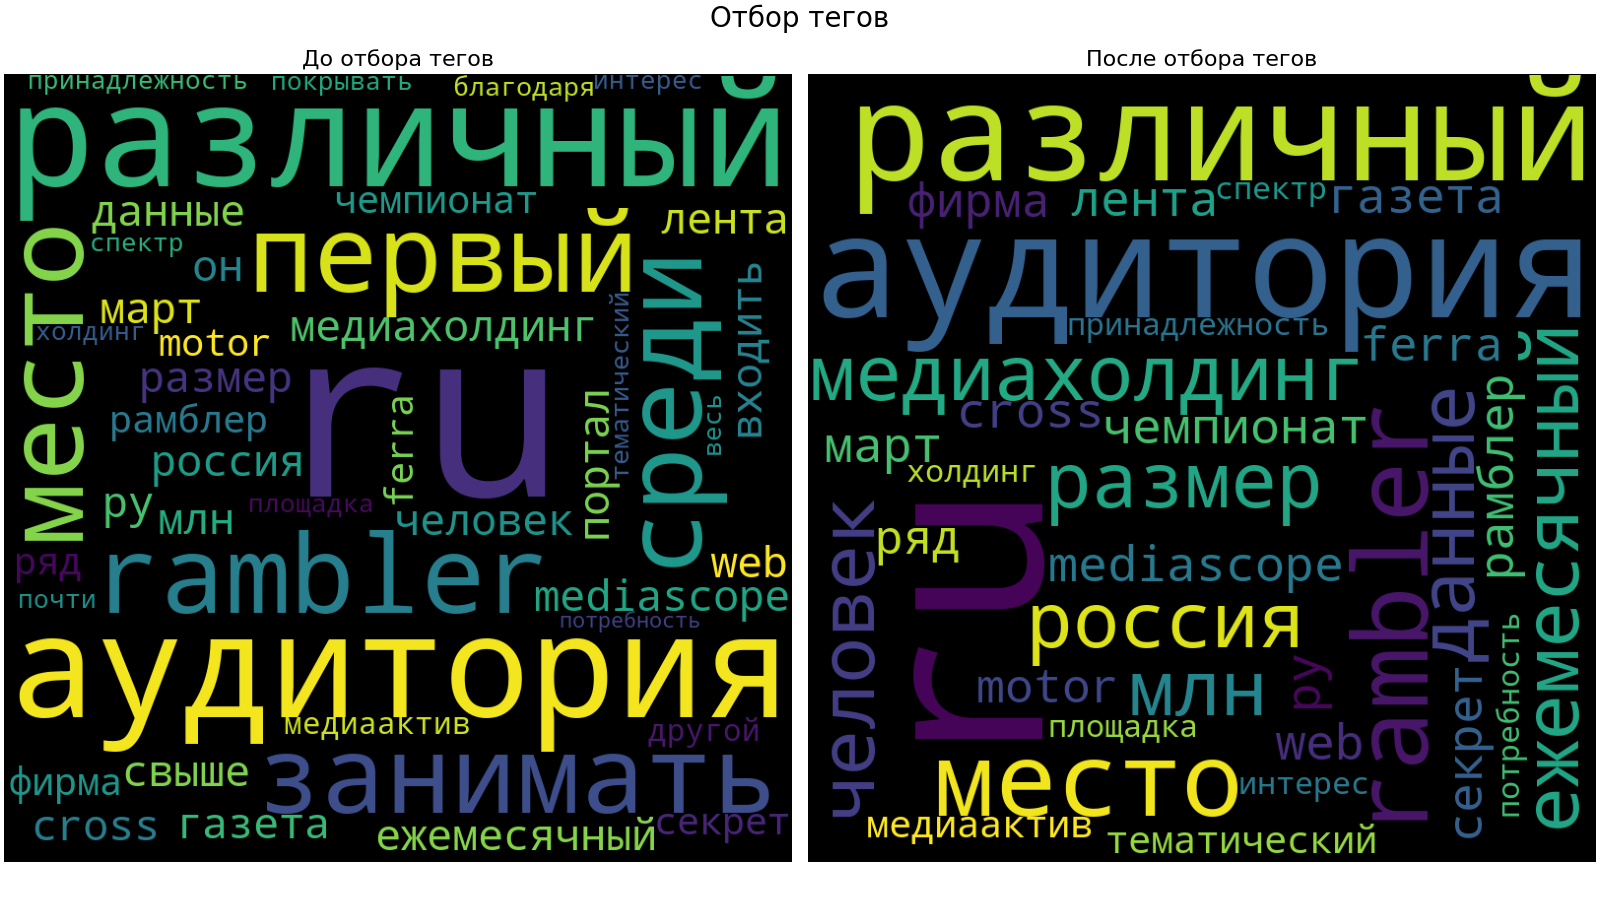 Отбор тегов
До отбора тегов
принадлежность покрывать благодаря интерес
различный
данные чемпионат лента
место
спектр он первый среди входить
март холдинг motor медиахолдинг тематический
размер ru весь
рамблер ferra портал
россия
ру млн площадка человек
ряд rambler web
почти mediascope
потребность
аудитория
медиаактив другой
фирма свыше занимать
cross газета ежемесячный секрет
После отбора тегов
различный
фирма лента спектр газета
аудитория
принадлежность ferra
медиахолдинг
cross чемпионат
март холдинг размер rambler данные рамблер ежемесячный
человек ряд ru mediascope
россия
motor млн ру секрет потребность
площадка web
место интерес
медиаактив тематический